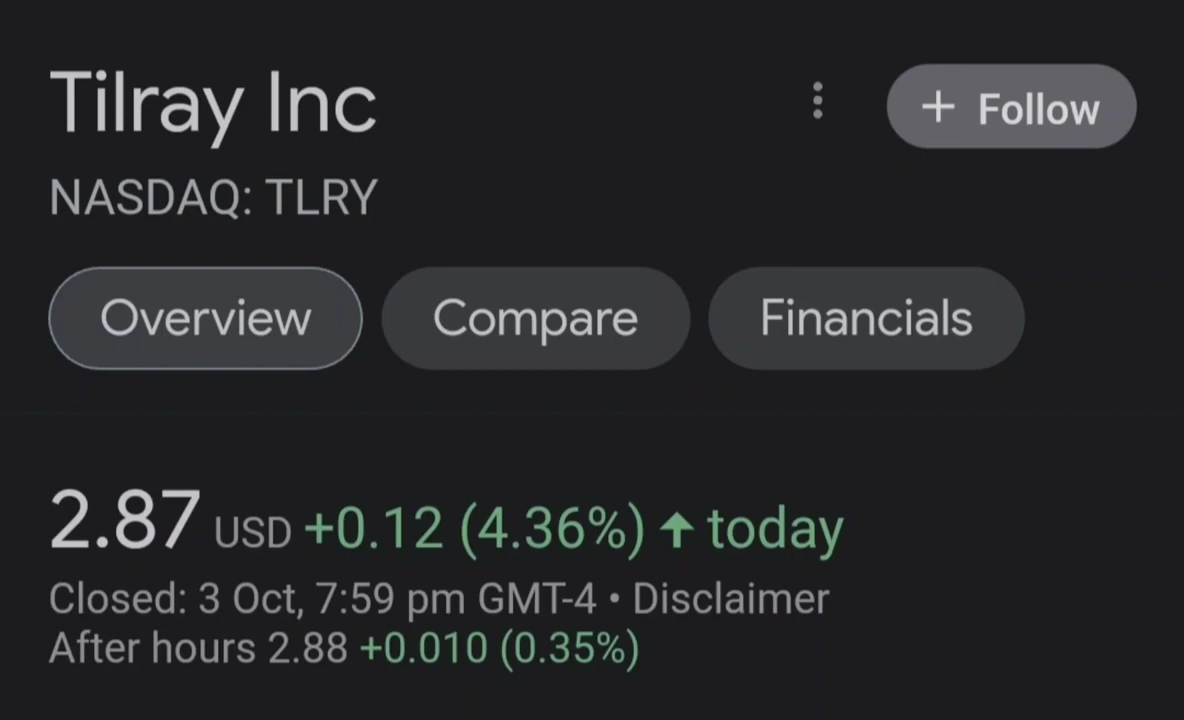 Tilray Inc
+ Follow
NASDAQ: TLRY
Overview Compare Financials
2.87 USD +0.12 (4.36%) ↑ today
Closed: 3 Oct, 7:59 pm GMT-4 • Disclaimer
After hours 2.88 +0.010 (0.35%)